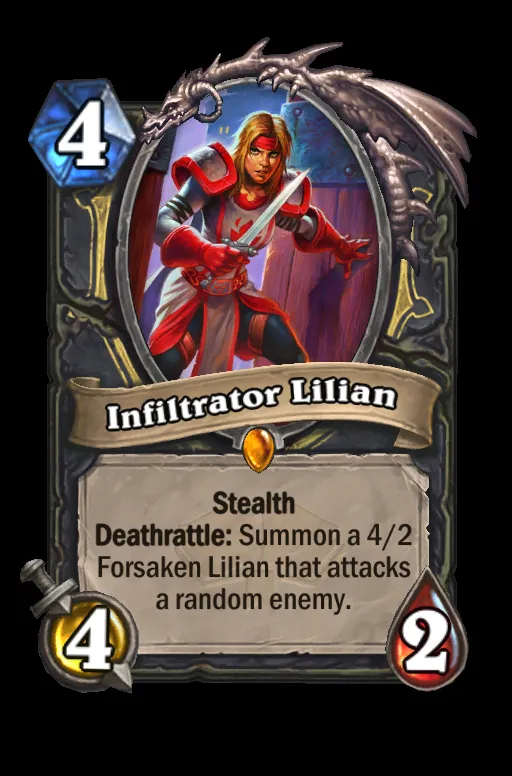 4
Infiltrator Lilian
Stealth
Deathrattle: Summon a 4/2
Forsaken Lilian that attacks
a random enemy.
4
2